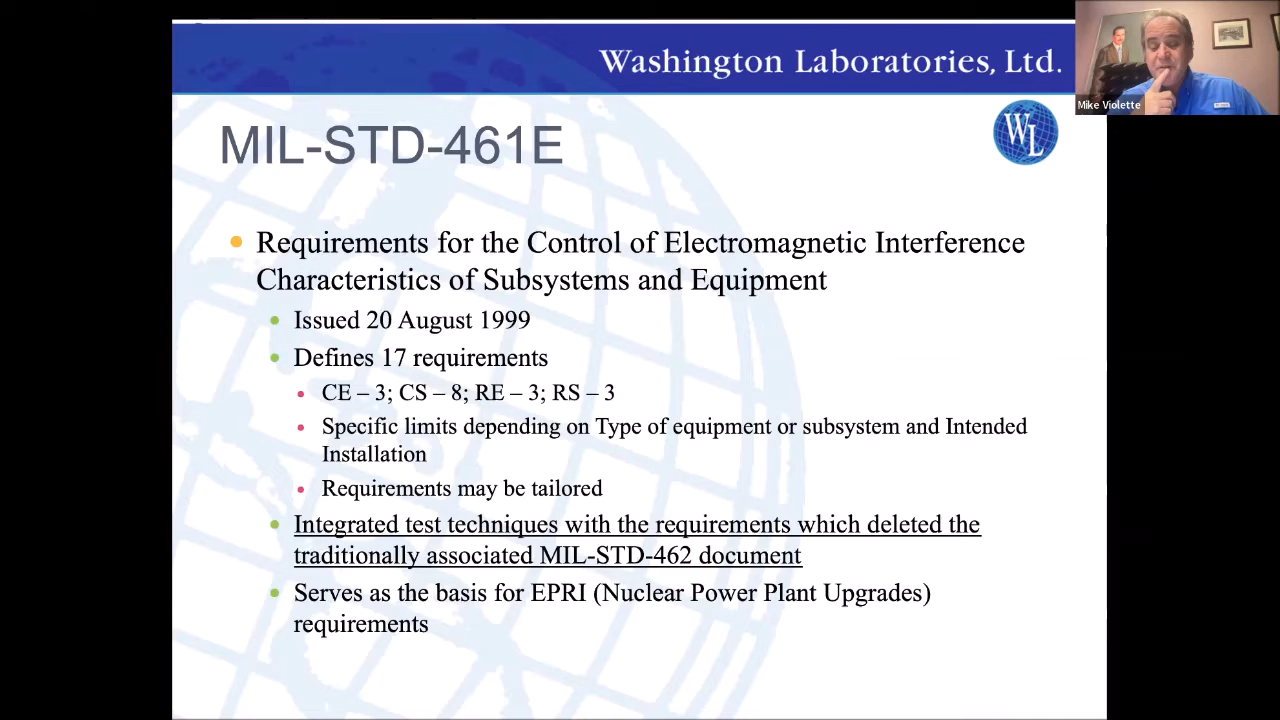 Washington Laboratories, Ltd.
Mike Violette
WL
MIL-STD-461E
Requirements for the Control of Electromagnetic Interference
Characteristics of Subsystems and Equipment
Issued 20 August 1999
Defines 17 requirements
CE – 3; CS – 8; RE – 3; RS – 3
Specific limits depending on Type of equipment or subsystem and Intended
Installation
Requirements may be tailored
Integrated test techniques with the requirements which deleted the
traditionally associated MIL-STD-462 document
Serves as the basis for EPRI (Nuclear Power Plant Upgrades)
requirements